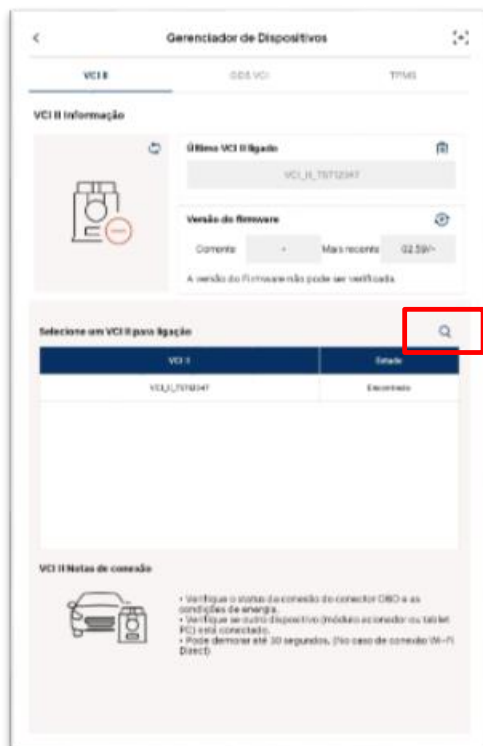 Gerenciador de Dispositivos
VCI II
GDS VCI
TPMS
VCI II Informação
Último VCI II ligado
Versão do firmware
Corrente
-
Mais recente
02.59/-
A versão do Firmware não pode ser verificada.
Selecione um VCI II para ligação
VCI II
Estado
Encontrado
VCI II Notas de conexão
• Verifique o status da conexão do conector OBD e as
condições de energia.
• Verifique se outro dispositivo (módulo acionador ou tablet
PC) está conectado.
• Pode demorar até 30 segundos. (No caso de conexão Wi-Fi
Direct)